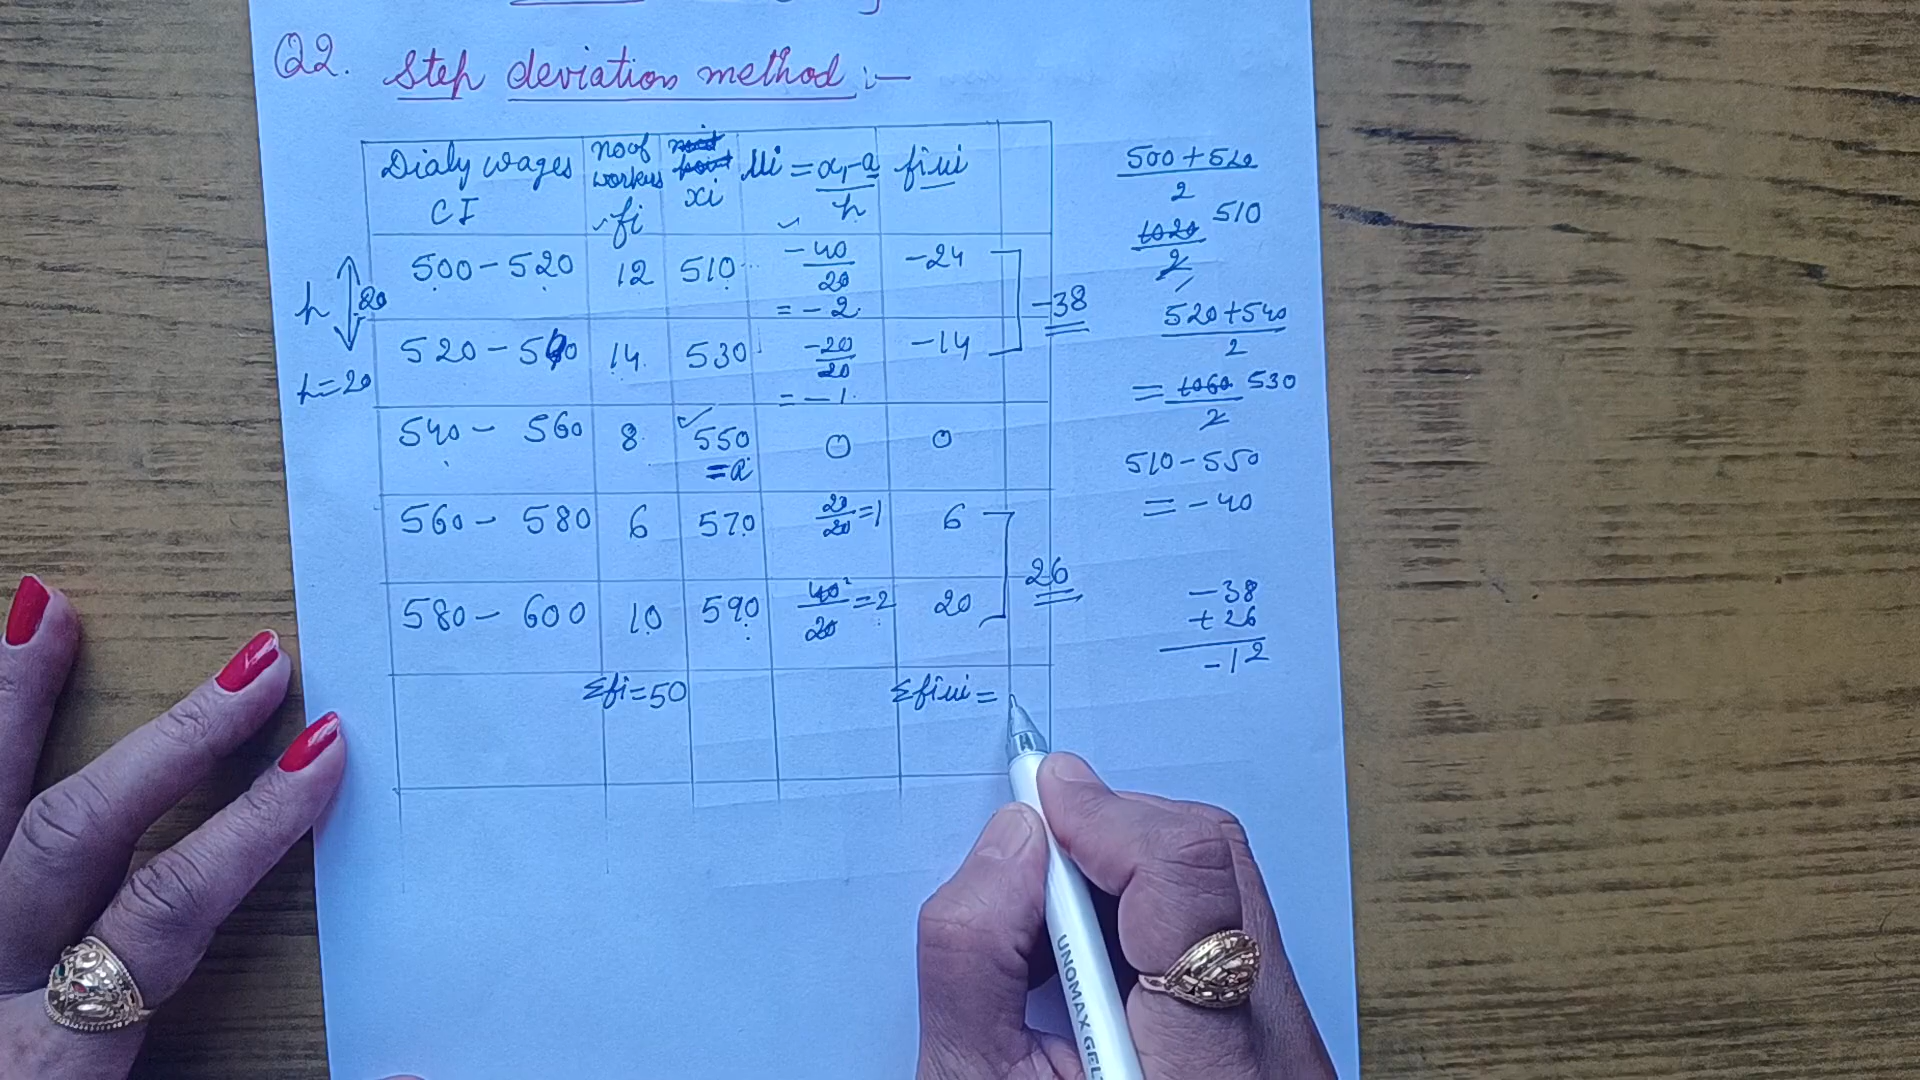 Q2. Step deviation method :-
Dialy wages CI
no of workers fi
xi
ui = xi-a / h
fiui
500-520 12 510 -40/20 = -2 -24
520-540 14 530 -20/20 = -1 -14
-38
540-560 8 550 = a 0 0
560-580 6 570 20/20 = 1 6
580-600 10 590 40/20 = 2 20
26
Σfi = 50 Σfiui =
h 20
h = 20
500+520
2
1020 510
2
520+540
2
= 1060 530
2
510-550
= -40
-38
+26
-12
UNOMAX GEL